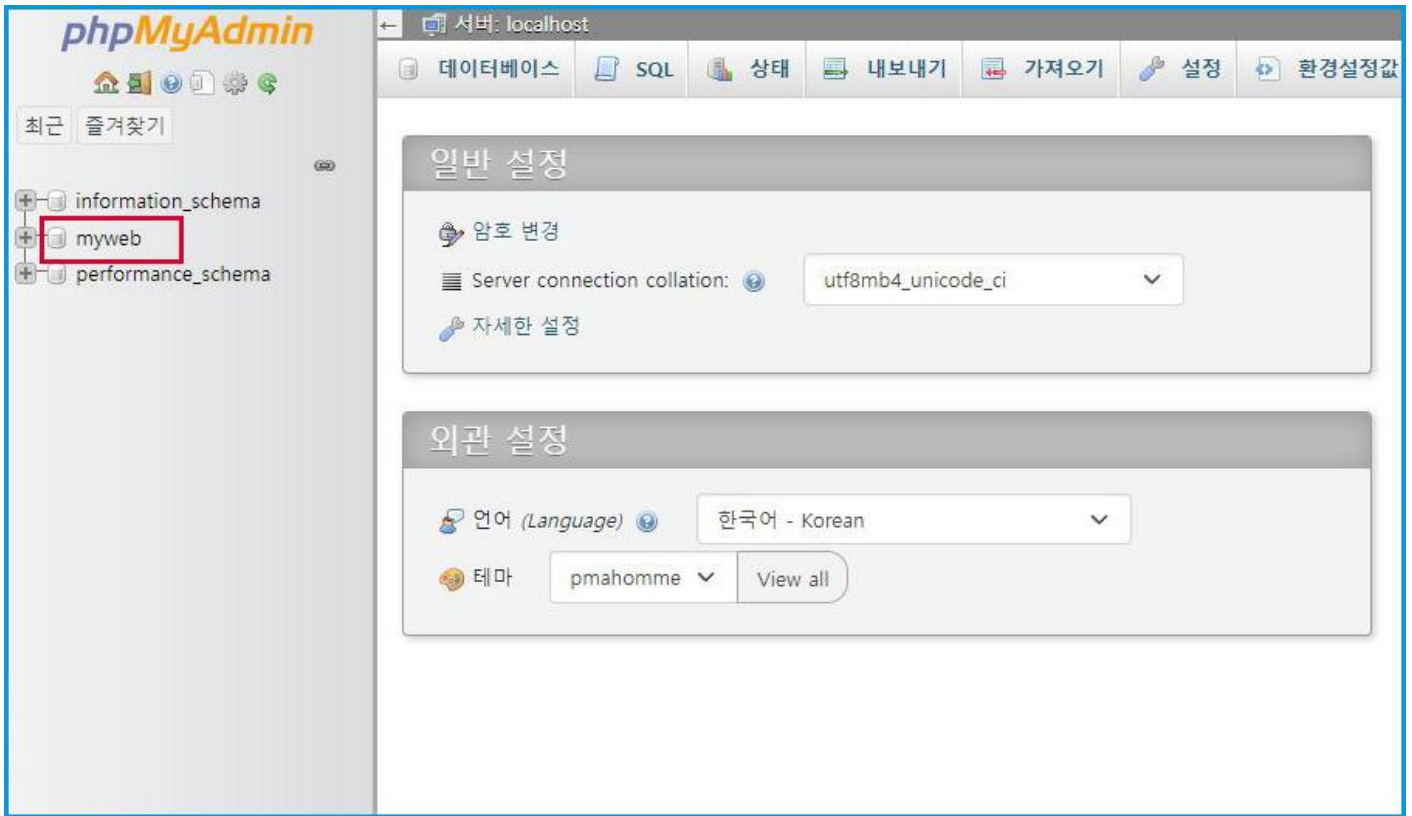 phpMyAdmin
최근 즐겨찾기
information_schema
myweb
performance_schema
서버: localhost
데이터베이스 SQL 상태 내보내기 가져오기 설정 환경설정값
일반 설정
암호 변경
Server connection collation: utf8mb4_unicode_ci
자세한 설정
외관 설정
언어 (Language) 한국어 - Korean
테마 pmahomme View all